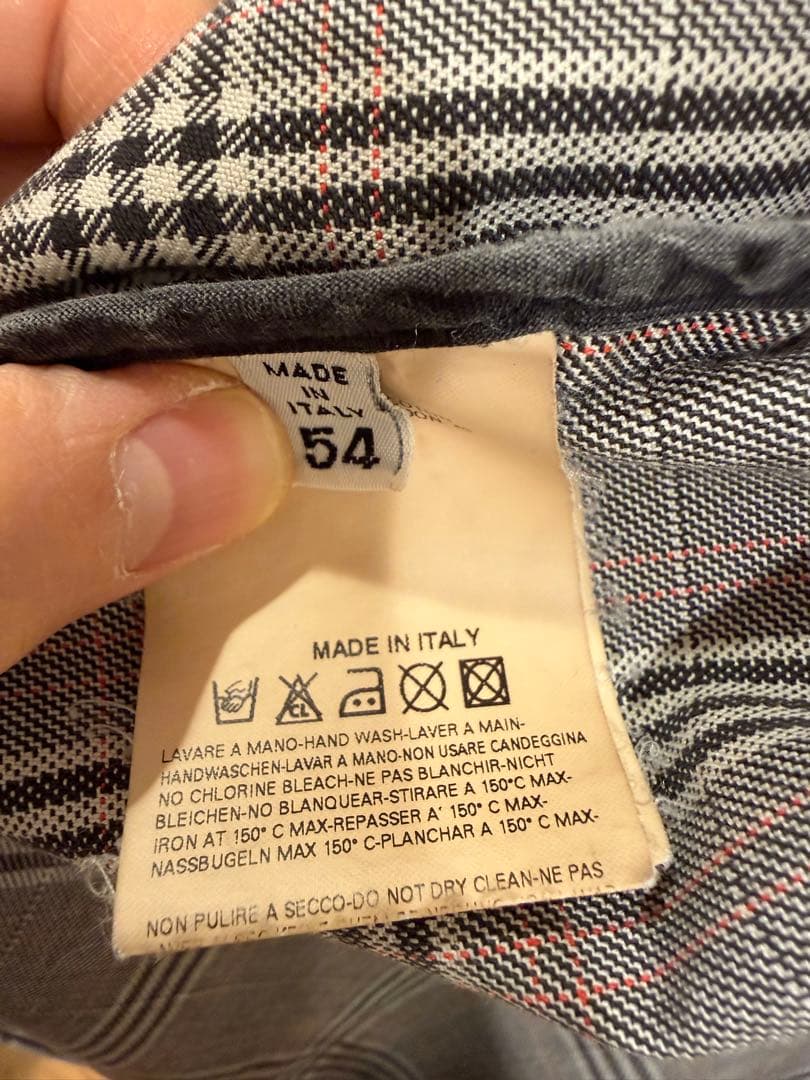 MADE
IN
ITALY
54
MADE IN ITALY
CL
LAVARE A MANO-HAND WASH-LAVER A MAIN-
HANDWASCHEN-LAVAR A MANO-NON USARE CANDEGGINA
NO CHLORINE BLEACH-NE PAS BLANCHIR-NICHT
BLEICHEN-NO BLANQUEAR-STIRARE A 150°C MAX-
IRON AT 150° C MAX-REPASSER A' 150° C MAX-
NASSBUGELN MAX 150° C-PLANCHAR A 150° C MAX-
NON PULIRE A SECCO-DO NOT DRY CLEAN-NE PAS